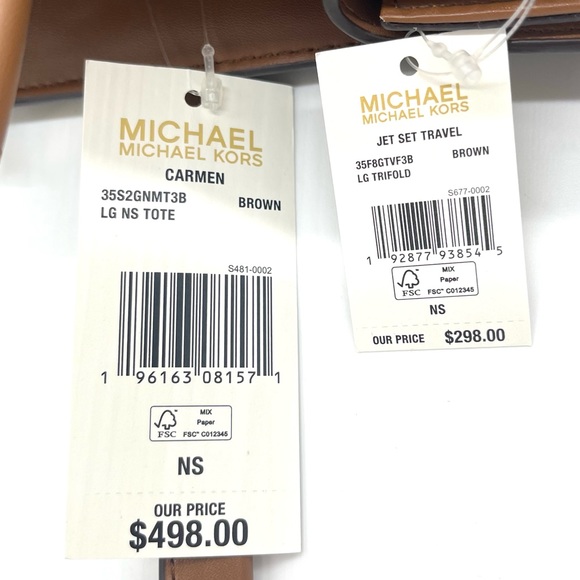 MICHAEL
MICHAEL KORS
CARMEN
35S2GNMT3B BROWN
LG NS TOTE
S481-0002
1 96163 08157 1
FSC
MIX
Paper
FSC™ C012345
NS
OUR PRICE
$498.00
MICHAEL
MICHAEL KORS
JET SET TRAVEL
35F8GTVF3B BROWN
LG TRIFOLD
S677-0002
1 92877 93854 5
FSC
MIX
Paper
FSC™ C012345
NS
OUR PRICE $298.00